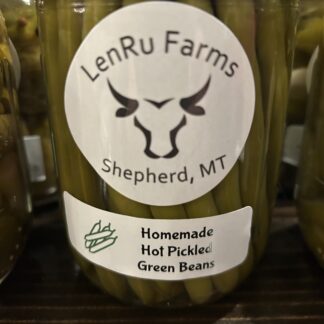 LenRu Farms
Shepherd, MT
Homemade
Hot Pickled
Green Beans